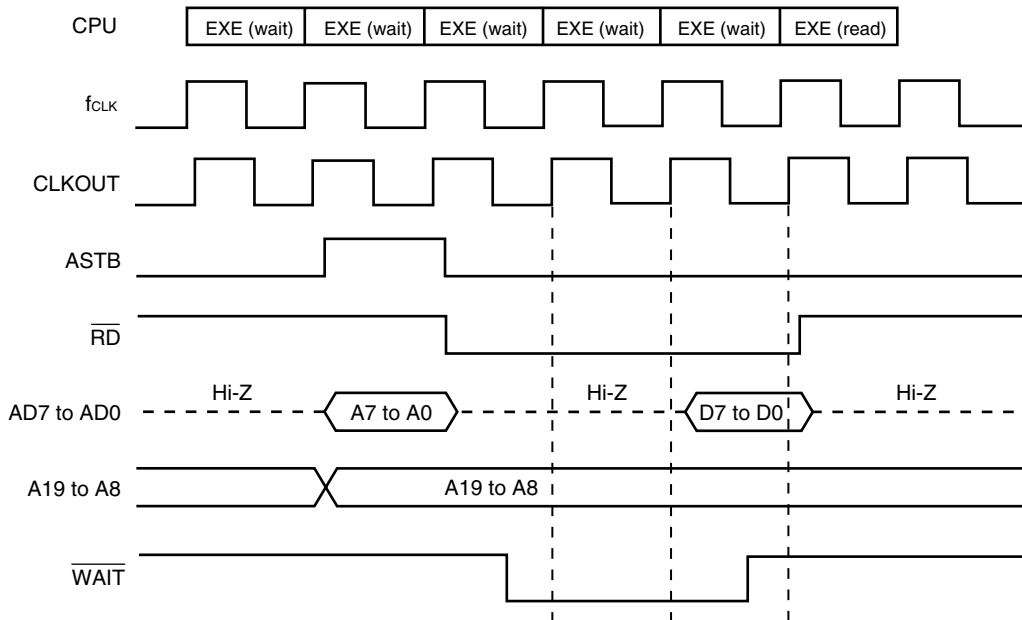 CPU EXE (wait) EXE (wait) EXE (wait) EXE (wait) EXE (wait) EXE (read)
fCLK
CLKOUT
ASTB
RD
AD7 to AD0 Hi-Z A7 to A0 Hi-Z D7 to D0 Hi-Z
A19 to A8 A19 to A8
WAIT